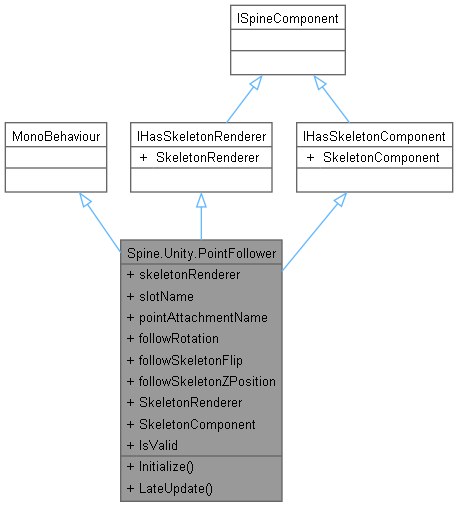 ISpineComponent
MonoBehaviour
IHasSkeletonRenderer
+ SkeletonRenderer
IHasSkeletonComponent
+ SkeletonComponent
Spine.Unity.PointFollower
+ skeletonRenderer
+ slotName
+ pointAttachmentName
+ followRotation
+ followSkeletonFlip
+ followSkeletonZPosition
+ SkeletonRenderer
+ SkeletonComponent
+ IsValid
+ Initialize()
+ LateUpdate()